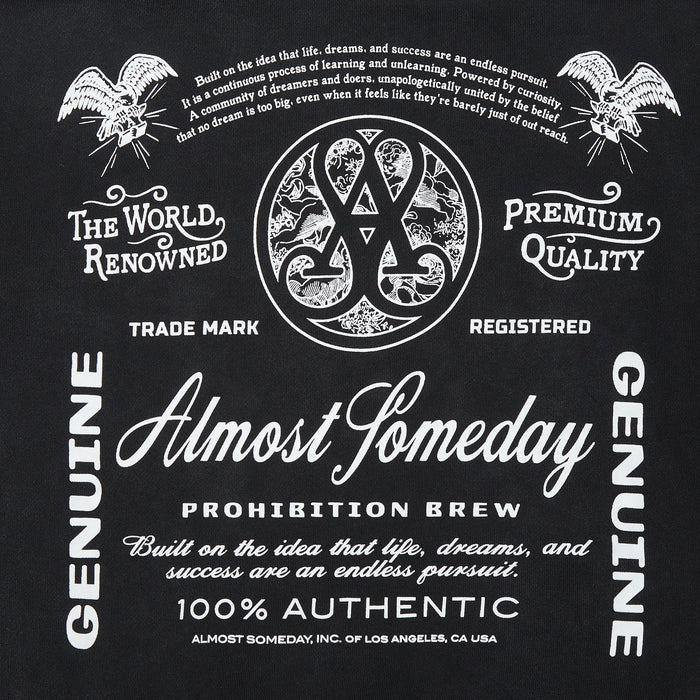 Built on the idea that life, dreams, and success are an endless pursuit.
It is a continuous process of learning and unlearning. Powered by curiosity.
A community of dreamers and doers, unapologetically united by the belief
that no dream is too big, even when it feels like they're barely just of out reach.
THE WORLD
RENOWNED
PREMIUM
QUALITY
A
TRADE MARK
REGISTERED
GENUINE
Almost Someday
GENUINE
PROHIBITION BREW
Built on the idea that life, dreams, and
success are an endless pursuit.
100% AUTHENTIC
ALMOST SOMEDAY, INC. OF LOS ANGELES, CA USA